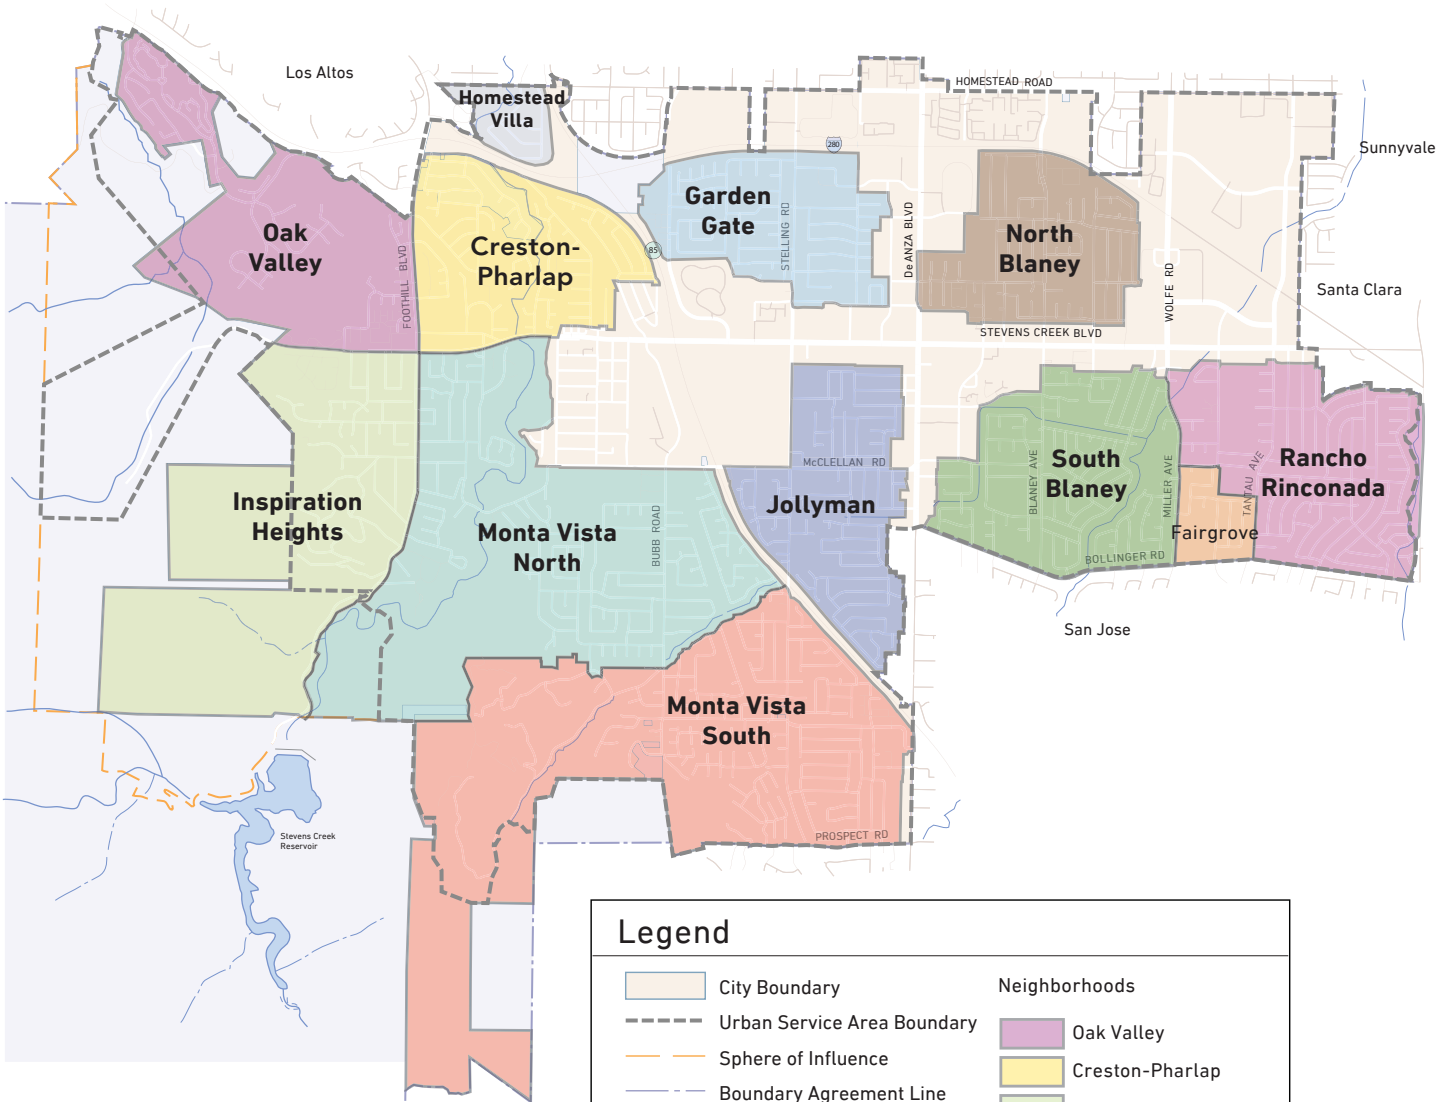 Los Altos
HOMESTEAD ROAD
Homestead
Villa
280
Sunnyvale
Garden
Gate
Oak
Valley
Creston-
Pharlap
85
STELLING RD
De ANZA BLVD
North
Blaney
FOOTHILL BLVD
WOLFE RD
Santa Clara
STEVENS CREEK BLVD
McCLELLAN RD
South
Blaney
BLANEY AVE
MILLER AVE
TANTAU AVE
Rancho
Rinconada
Inspiration
Heights
Jollyman
Monta Vista
North
BUBB ROAD
Fairgrove
BOLLINGER RD
San Jose
Monta Vista
South
PROSPECT RD
Stevens Creek
Reservoir
Legend
City Boundary
Urban Service Area Boundary
Sphere of Influence
Boundary Agreement Line
Neighborhoods
Oak Valley
Creston-Pharlap